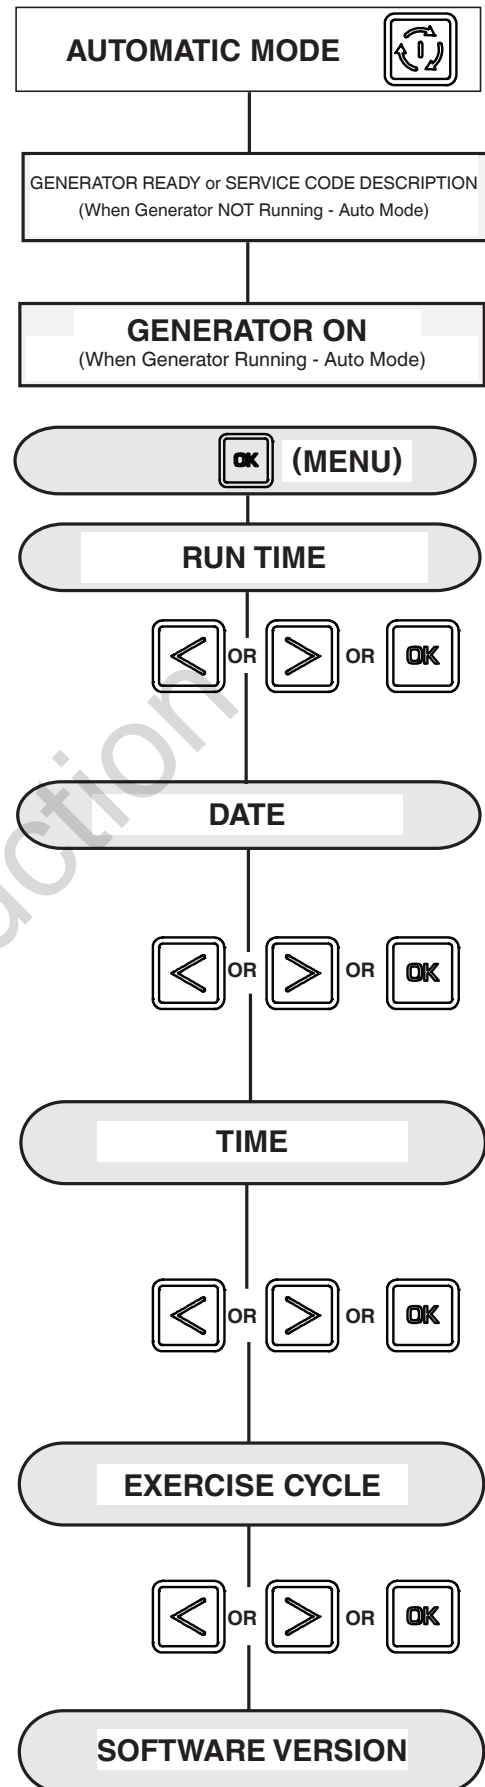 AUTOMATIC MODE
GENERATOR READY or SERVICE CODE DESCRIPTION
(When Generator NOT Running - Auto Mode)
GENERATOR ON
(When Generator Running - Auto Mode)
OK (MENU)
RUN TIME
< OR > OR OK
DATE
< OR > OR OK
TIME
< OR > OR OK
EXERCISE CYCLE
< OR > OR OK
SOFTWARE VERSION